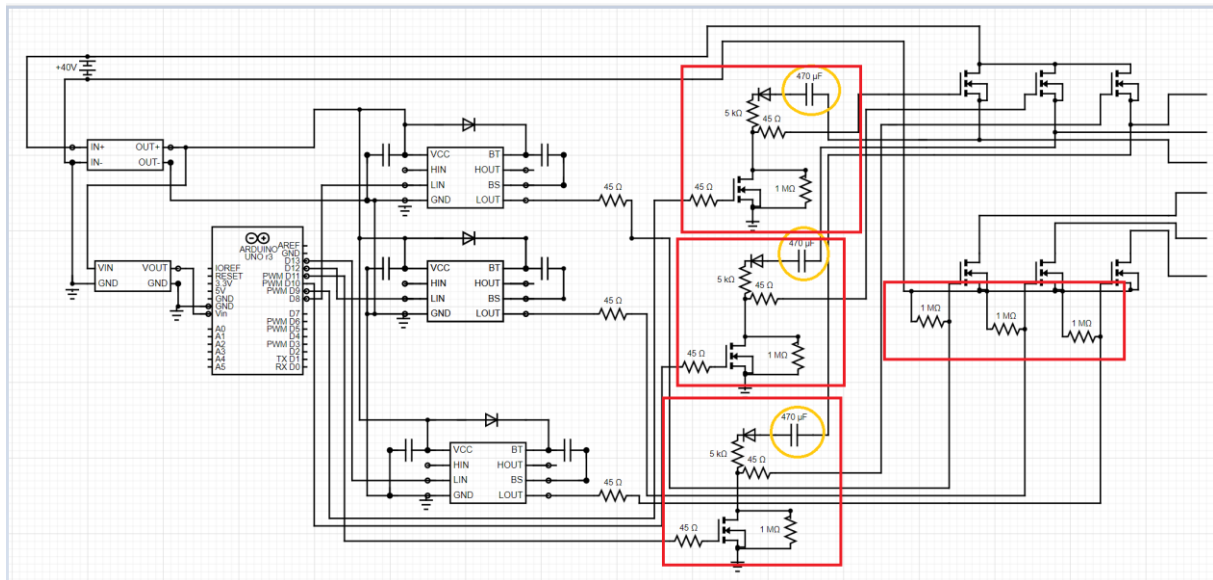 +40V
IN+ OUT+
IN- OUT-
VIN VOUT
GND GND
ARDUINO
UNO r3
IOREF
RESET
3.3V
5V
GND
GND
Vin
A0
A1
A2
A3
A4
A5
AREF
GND
D13
D12
PWM D11
PWM D10
PWM D9
D8
D7
PWM D6
PWM D5
D4
PWM D3
D2
TX D1
RX D0
VCC BT
HIN HOUT
LIN BS
GND LOUT
45 Ω
VCC BT
HIN HOUT
LIN BS
GND LOUT
45 Ω
VCC BT
HIN HOUT
LIN BS
GND LOUT
45 Ω
470 µF
5 kΩ
45 Ω
45 Ω
1 MΩ
470 µF
5 kΩ
45 Ω
45 Ω
1 MΩ
470 µF
5 kΩ
45 Ω
45 Ω
1 MΩ
1 MΩ
1 MΩ
1 MΩ